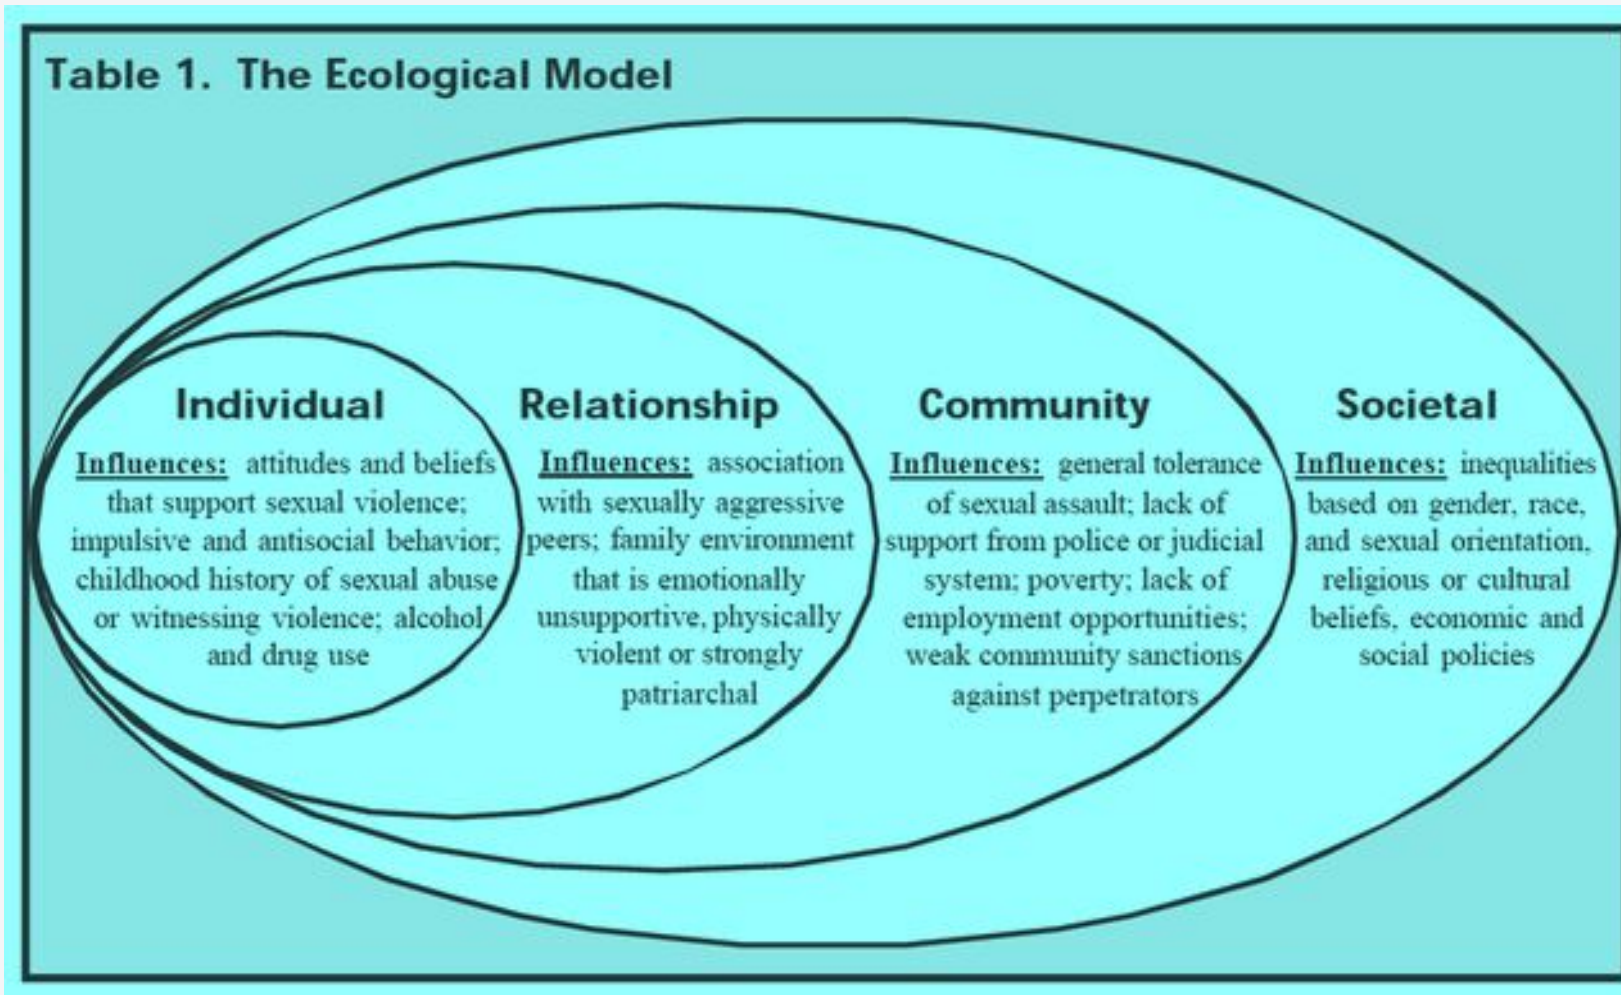 Table 1. The Ecological Model
Individual
Influences: attitudes and beliefs
that support sexual violence;
impulsive and antisocial behavior;
childhood history of sexual abuse
or witnessing violence; alcohol
and drug use
Relationship
Influences: association
with sexually aggressive
peers; family environment
that is emotionally
unsupportive, physically
violent or strongly
patriarchal
Community
Influences: general tolerance
of sexual assault; lack of
support from police or judicial
system; poverty; lack of
employment opportunities;
weak community sanctions
against perpetrators
Societal
Influences: inequalities
based on gender, race,
and sexual orientation,
religious or cultural
beliefs, economic and
social policies